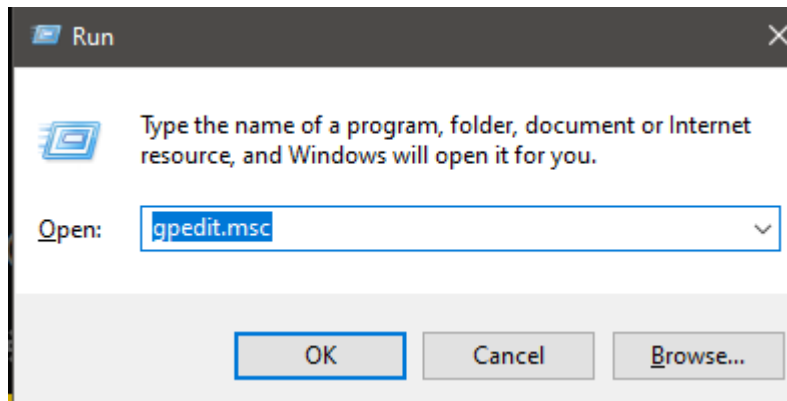 Run
Type the name of a program, folder, document or Internet
resource, and Windows will open it for you.
Open: gpedit.msc
OK Cancel Browse...